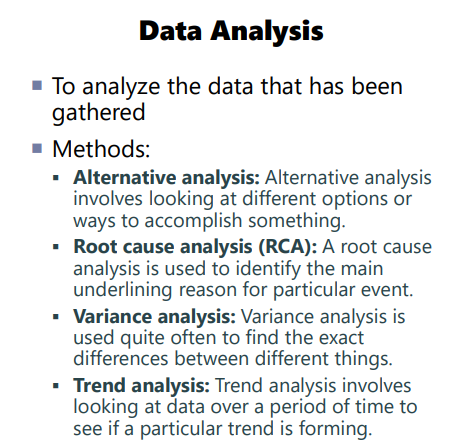 Data Analysis
To analyze the data that has been
gathered
Methods:
Alternative analysis: Alternative analysis
involves looking at different options or
ways to accomplish something.
Root cause analysis (RCA): A root cause
analysis is used to identify the main
underlining reason for particular event.
Variance analysis: Variance analysis is
used quite often to find the exact
differences between different things.
Trend analysis: Trend analysis involves
looking at data over a period of time to
see if a particular trend is forming.